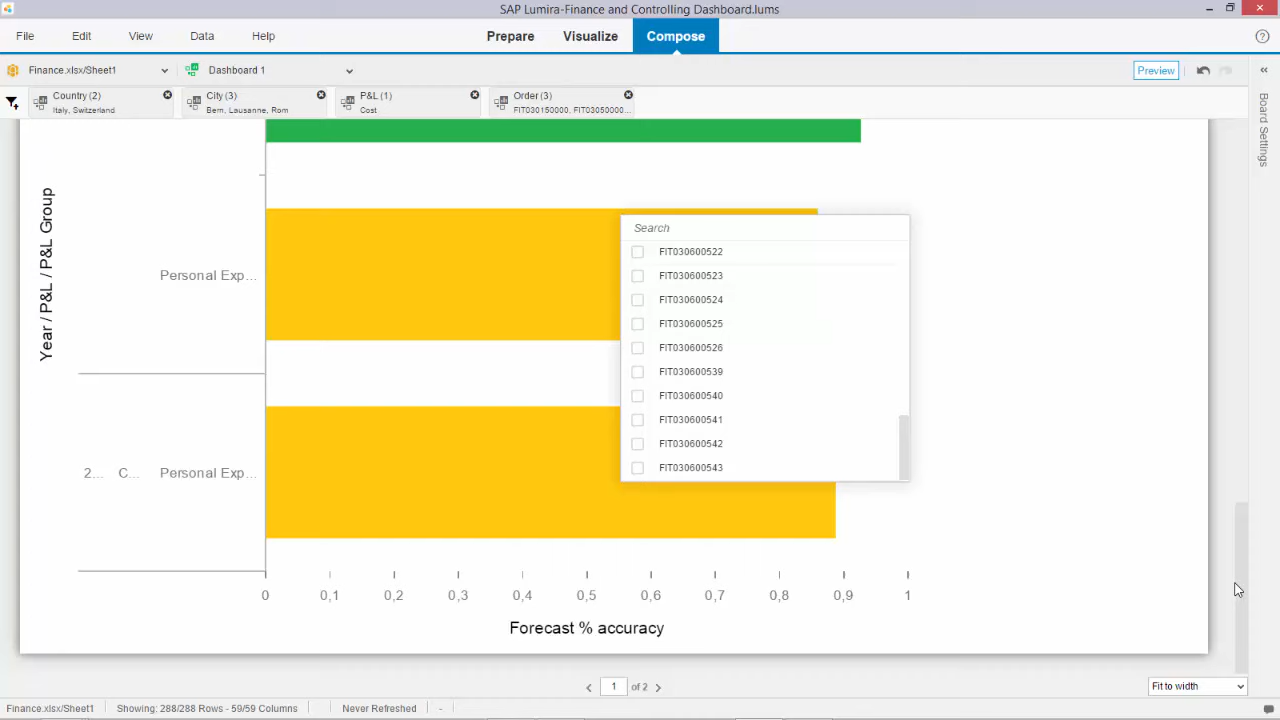 SAP Lumira-Finance and Controlling Dashboard.lums
File Edit View Data Help Prepare Visualize Compose
Finance.xlsx/Sheet1 Dashboard 1 Preview
Country (2) City (3) P&L (1) Order (3)
Italy, Switzerland Bern, Lausanne, Rom Cost FIT030150000. FIT03050000...
Board Settings
Year / P&L / P&L Group
Search
FIT030600522
Personal Exp... FIT030600523
FIT030600524
FIT030600525
FIT030600526
FIT030600539
FIT030600540
FIT030600541
FIT030600542
2... C... Personal Exp... FIT030600543
0 0,1 0,2 0,3 0,4 0,5 0,6 0,7 0,8 0,9 1
Forecast % accuracy
1 of 2 Fit to width
Finance.xlsx/Sheet1 Showing: 288/288 Rows - 59/59 Columns Never Refreshed -